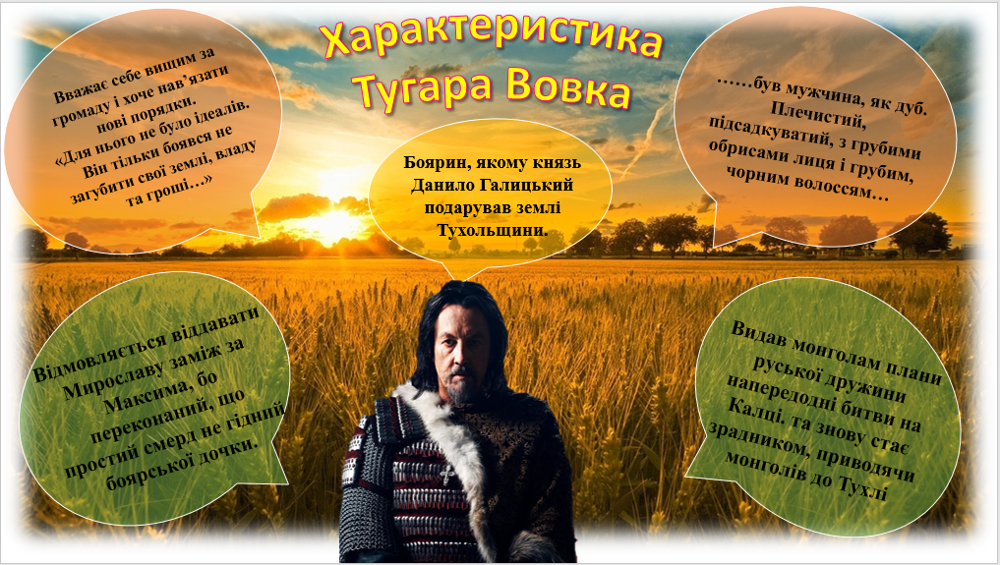 Характеристика
Тугара Вовка
Вважає себе вищим за
громаду і хоче нав’язати
нові порядки.
«Для нього не було ідеалів.
Він тільки боявся не
загубити свої землі, владу
та гроші…»
Боярин, якому князь
Данило Галицький
подарував землі
Тухольщини.
……був мужчина, як дуб.
Плечистий,
підсадкуватий, з грубими
обрисами лиця і грубим,
чорним волоссям…
Відмовляється віддавати
Мирославу заміж за
Максима, бо
переконаний, що
простий смерд не гідний
боярської дочки.
Видав монголам плани
руської дружини
напередодні битви на
Калці. та знову стає
зрадником, приводячи
монголів до Тухлі